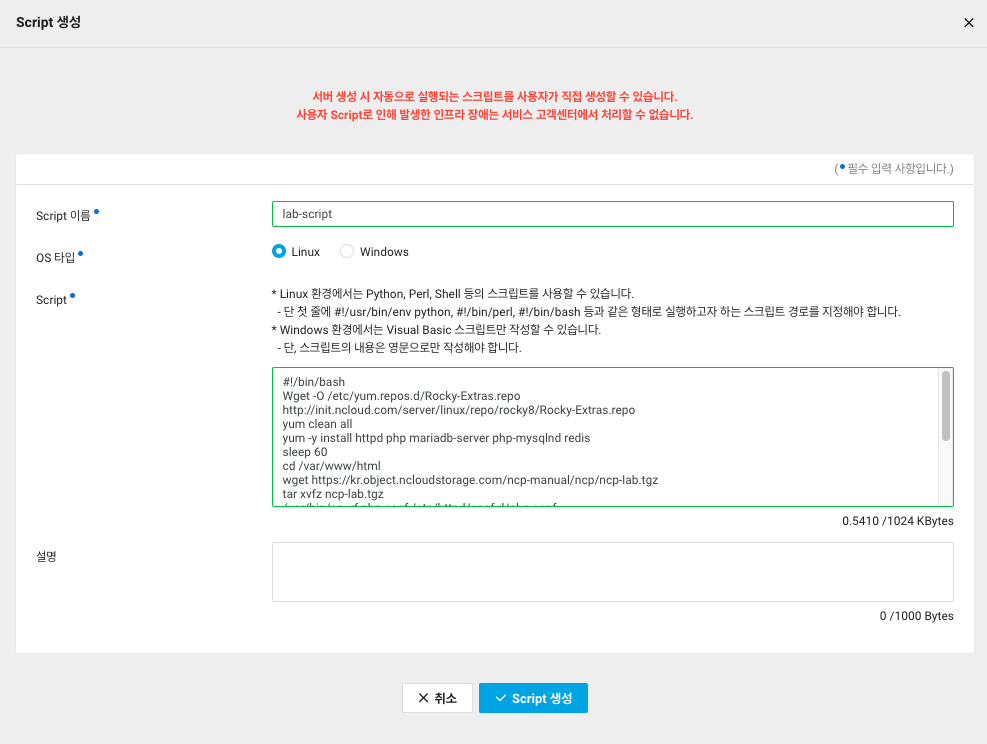 Script 생성
서버 생성 시 자동으로 실행되는 스크립트를 사용자가 직접 생성할 수 있습니다.
사용자 Script로 인해 발생한 인프라 장애는 서비스 고객센터에서 처리할 수 없습니다.
(• 필수 입력 사항입니다.)
Script 이름•
lab-script
OS 타입•
Linux Windows
Script•
* Linux 환경에서는 Python, Perl, Shell 등의 스크립트를 사용할 수 있습니다.
- 단 첫 줄에 #!/usr/bin/env python, #!/bin/perl, #!/bin/bash 등과 같은 형태로 실행하고자 하는 스크립트 경로를 지정해야 합니다.
* Windows 환경에서는 Visual Basic 스크립트만 작성할 수 있습니다.
- 단, 스크립트의 내용은 영문으로만 작성해야 합니다.
#!/bin/bash
Wget -O /etc/yum.repos.d/Rocky-Extras.repo
http://init.ncloud.com/server/linux/repo/rocky8/Rocky-Extras.repo
yum clean all
yum -y install httpd php mariadb-server php-mysqlnd redis
sleep 60
cd /var/www/html
wget https://kr.object.ncloudstorage.com/ncp-manual/ncp/ncp-lab.tgz
tar xvfz ncp-lab.tgz
0.5410 /1024 KBytes
설명
0 /1000 Bytes
취소
Script 생성